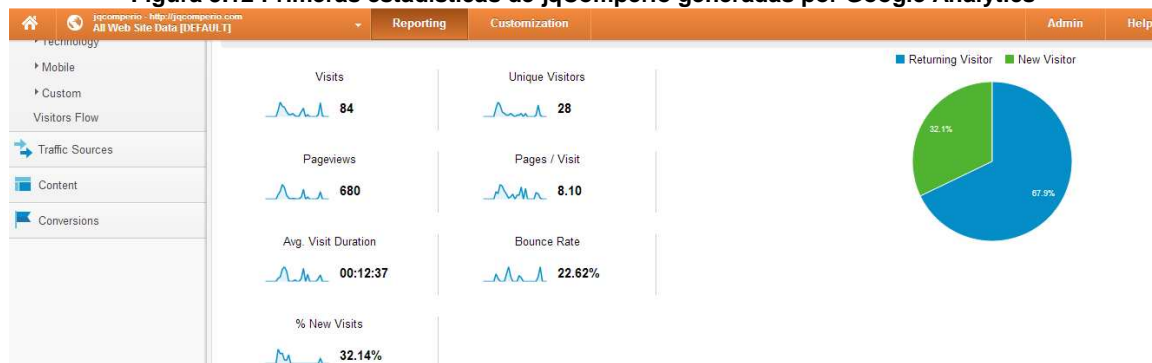 Figura 5.12 Primeras estadísticas de jqComperio generadas por Google Analytics
jqcomperio - http://jqcomperio.com
All Web Site Data [DEFAULT]
Reporting
Customization
Admin
Help
Technology
Mobile
Custom
Visitors Flow
Traffic Sources
Content
Conversions
Visits
84
Unique Visitors
28
Pageviews
680
Pages / Visit
8.10
Avg. Visit Duration
00:12:37
Bounce Rate
22.62%
% New Visits
32.14%
Returning Visitor
New Visitor
32.1%
67.9%